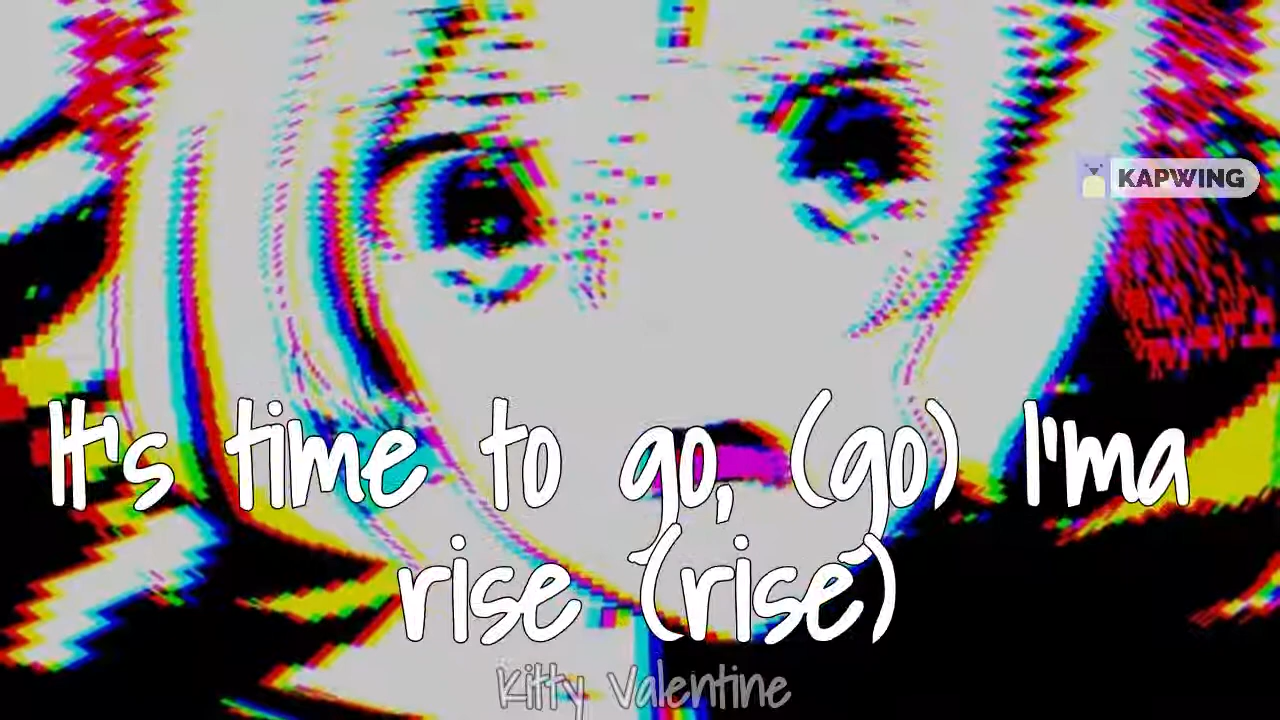 KAPWING
It's time to go, (go) I'ma
rise (rise)
Kitty Valentine